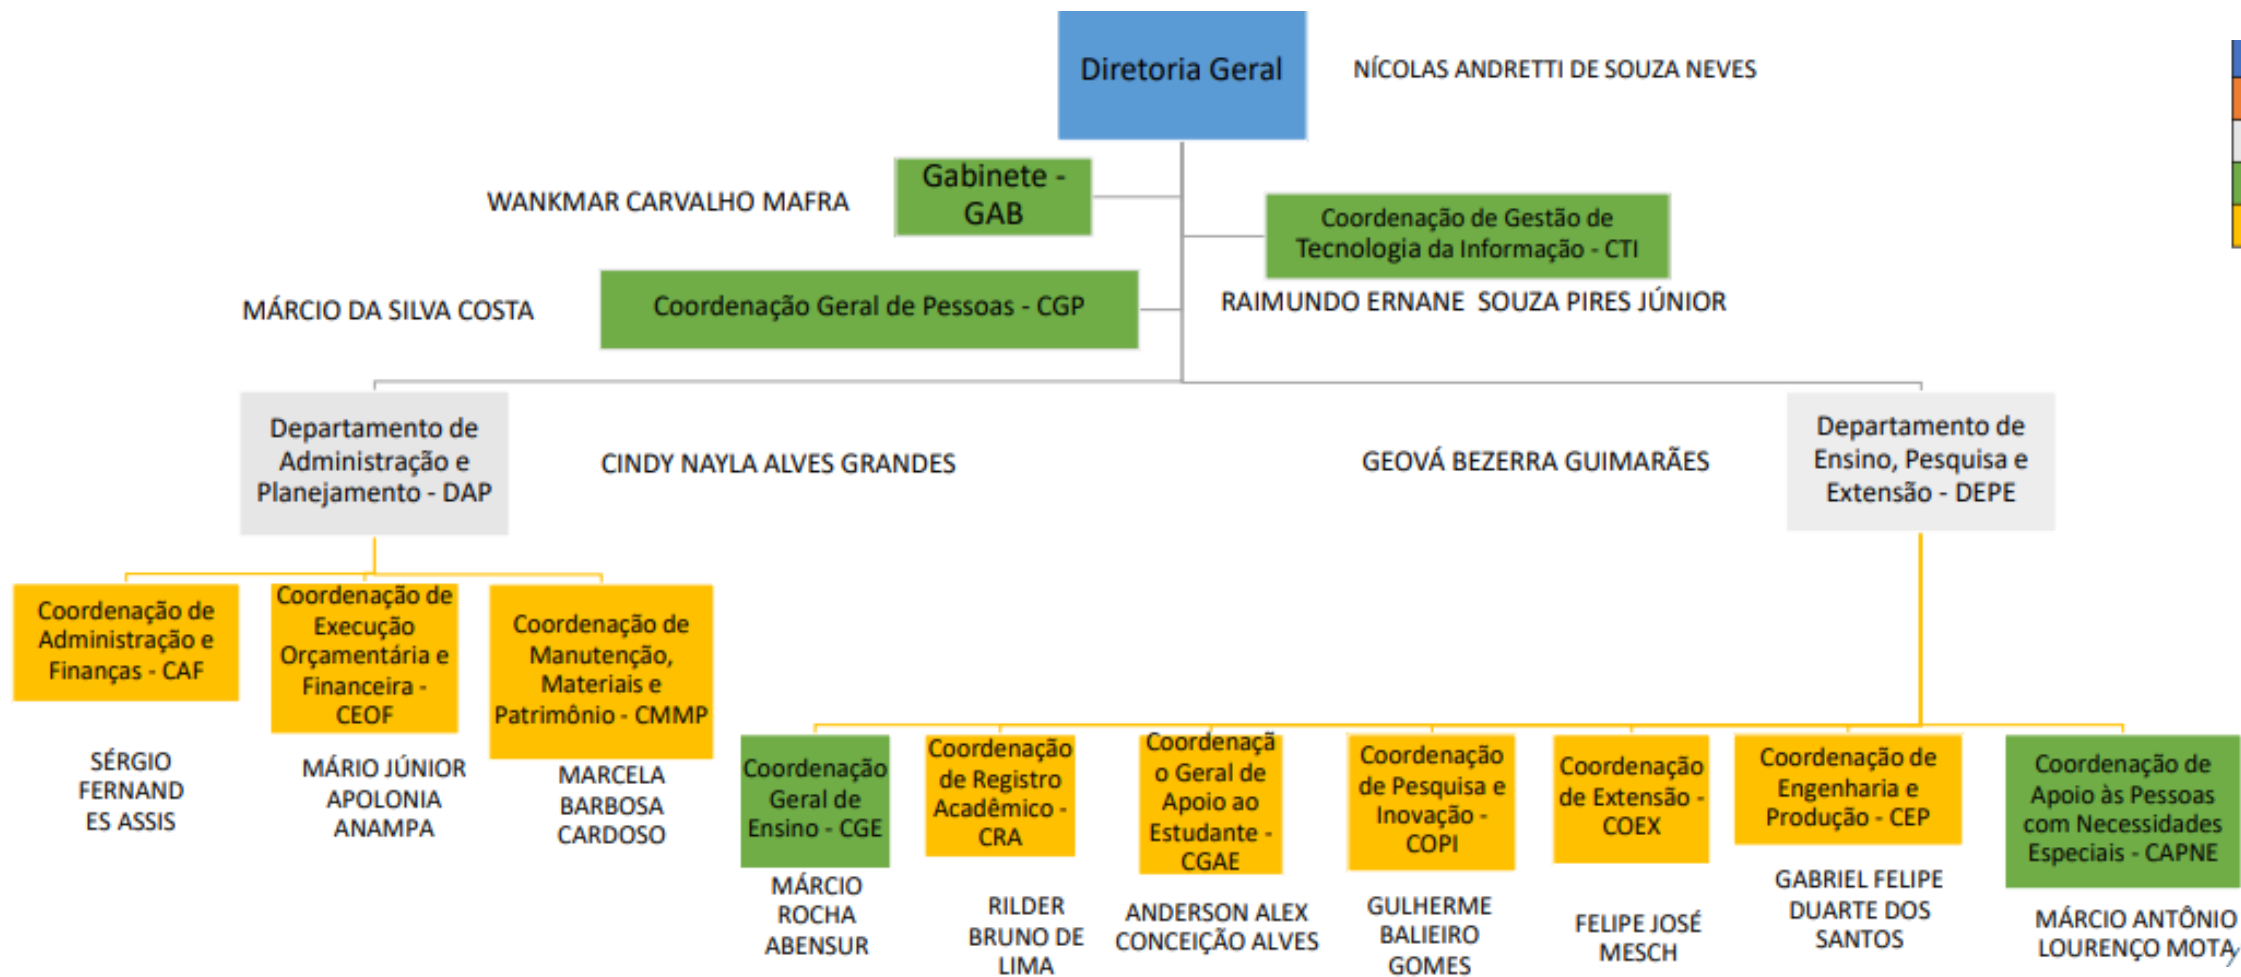 Diretoria Geral
NÍCOLAS ANDRETTI DE SOUZA NEVES
Gabinete -
GAB
WANKMAR CARVALHO MAFRA
Coordenação de Gestão de
Tecnologia da Informação - CTI
RAIMUNDO ERNANE SOUZA PIRES JÚNIOR
MÁRCIO DA SILVA COSTA
Coordenação Geral de Pessoas - CGP
Departamento de
Administração e
Planejamento - DAP
CINDY NAYLA ALVES GRANDES
GEOVÁ BEZERRA GUIMARÃES
Departamento de
Ensino, Pesquisa e
Extensão - DEPE
Coordenação de
Administração e
Finanças - CAF
SÉRGIO
FERNAND
ES ASSIS
Coordenação de
Execução
Orçamentária e
Financeira -
CEOF
MÁRIO JÚNIOR
APOLONIA
ANAMPA
Coordenação de
Manutenção,
Materiais e
Patrimônio - CMMP
MARCELA
BARBOSA
CARDOSO
Coordenação
Geral de
Ensino - CGE
MÁRCIO
ROCHA
ABENSUR
Coordenação
de Registro
Acadêmico -
CRA
RILDER
BRUNO DE
LIMA
Coordenaçã
o Geral de
Apoio ao
Estudante -
CGAE
ANDERSON ALEX
CONCEIÇÃO ALVES
Coordenação
de Pesquisa e
Inovação -
COPI
GULHERME
BALIEIRO
GOMES
Coordenação
de Extensão -
COEX
FELIPE JOSÉ
MESCH
Coordenação de
Engenharia e
Produção - CEP
GABRIEL FELIPE
DUARTE DOS
SANTOS
Coordenação de
Apoio às Pessoas
com Necessidades
Especiais - CAPNE
MÁRCIO ANTÔNIO
LOURENÇO MOTA